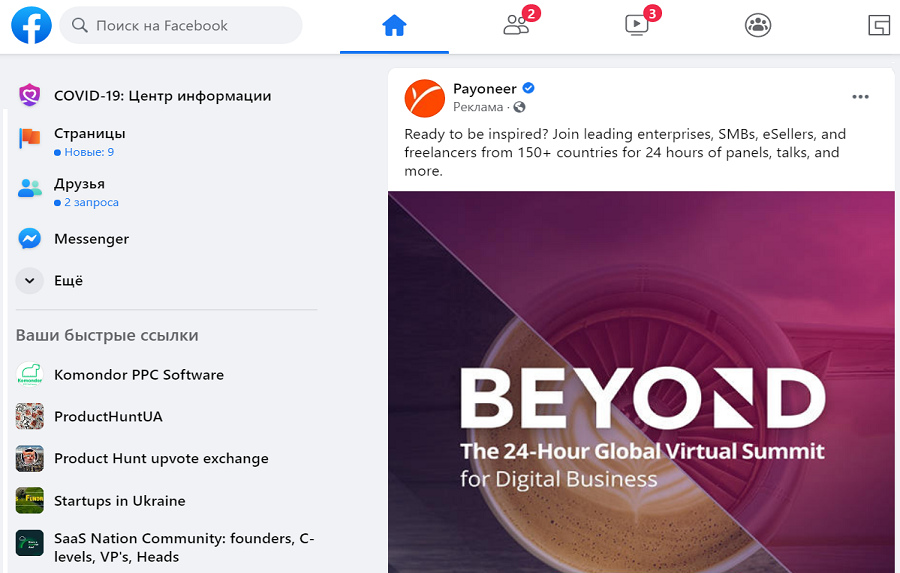 Поиск на Facebook
2
3
COVID-19: Центр информации
Страницы
Новые: 9
Друзья
2 запроса
Messenger
Ещё
Ваши быстрые ссылки
Komondor PPC Software
ProductHuntUA
Product Hunt upvote exchange
Startups in Ukraine
SaaS Nation Community: founders, C-
levels, VP's, Heads
Payoneer
Реклама ·
Ready to be inspired? Join leading enterprises, SMBs, eSellers, and
freelancers from 150+ countries for 24 hours of panels, talks, and
more.
BEYOND
The 24-Hour Global Virtual Summit
for Digital Business